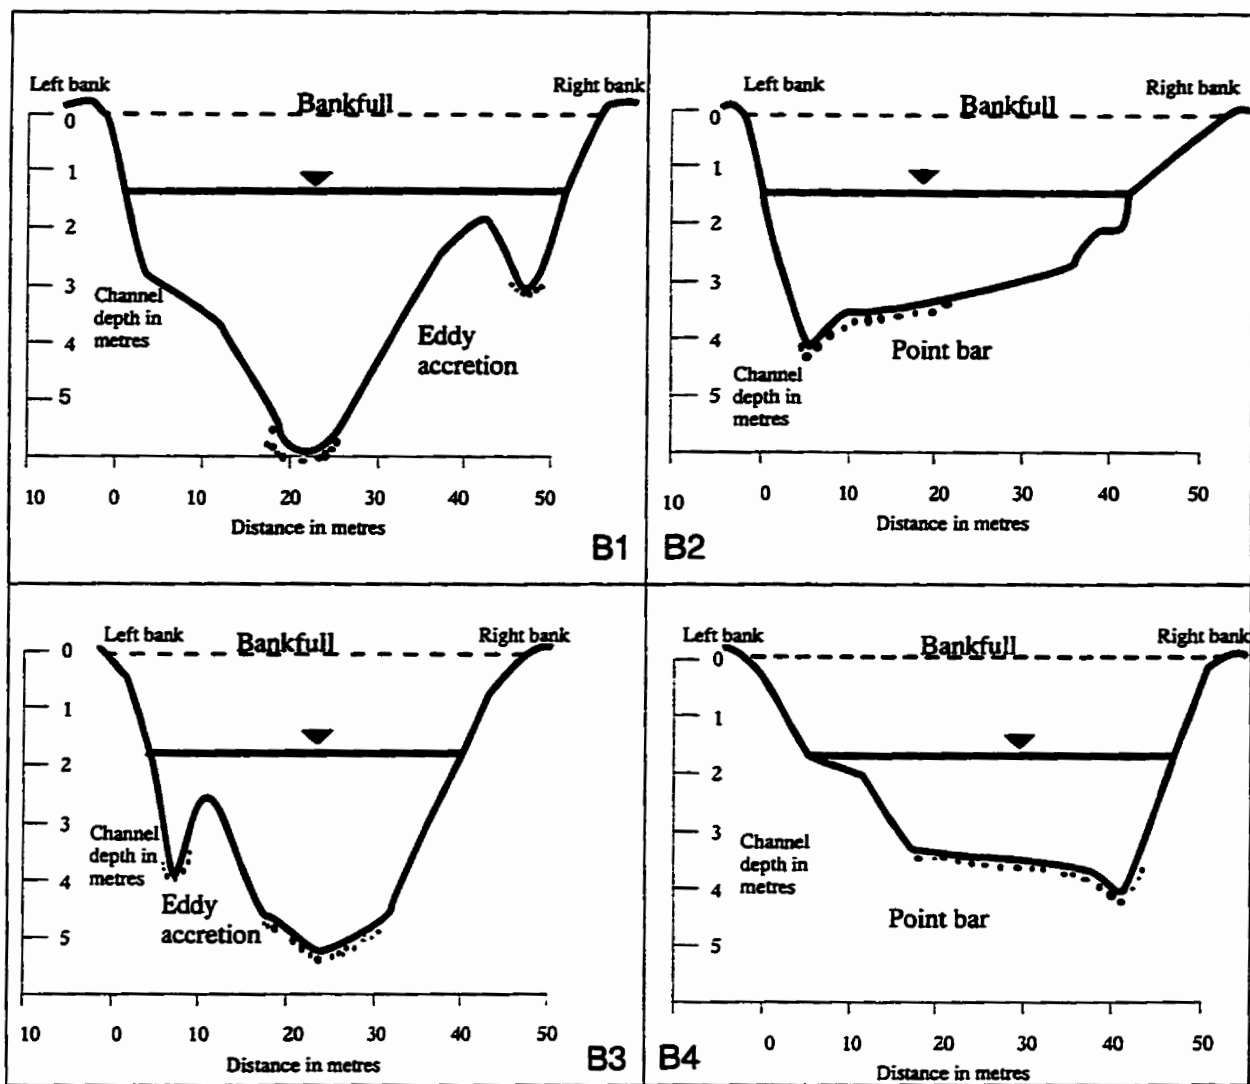 Left bank
Bankfull
Right bank
0
1
2
3
4
5
Channel
depth in
metres
Eddy
accretion
10 0 10 20 30 40 50
Distance in metres
B1
Left bank
Bankfull
Right bank
0
1
2
3
4
5
Channel
depth in
metres
Point bar
10 0 10 20 30 40 50
Distance in metres
B2
Left bank
Bankfull
Right bank
0
1
2
3
4
5
Channel
depth in
metres
Eddy
accretion
10 0 10 20 30 40 50
Distance in metres
B3
Left bank
Bankfull
Right bank
0
1
2
3
4
5
Channel
depth in
metres
Point bar
0 10 20 30 40 50
Distance in metres
B4